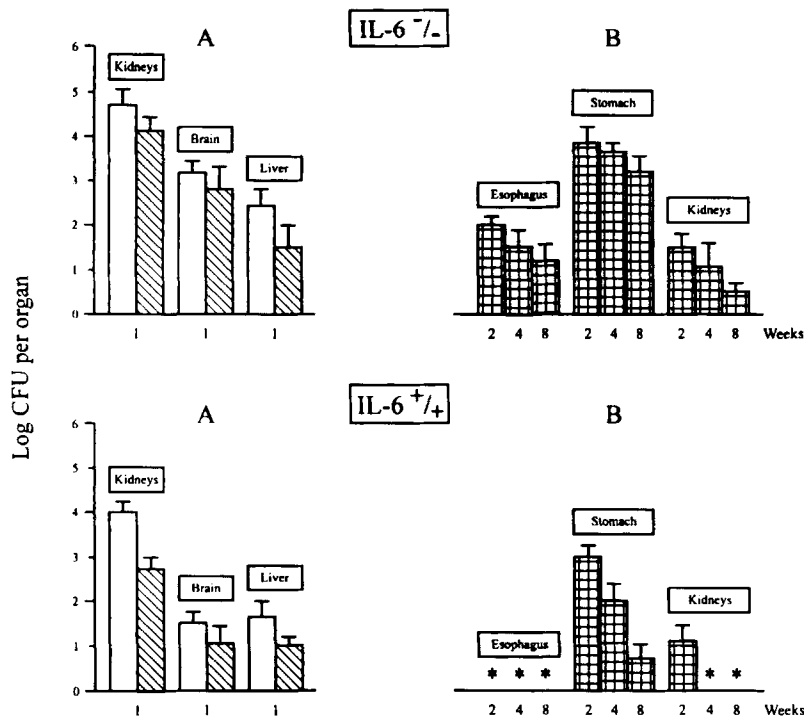 IL-6 -/-
A
B
6
5
4
3
2
1
0
Kidneys
Brain
Liver
1
1
1
Esophagus
Stomach
Kidneys
2 4 8 2 4 8 2 4 8 Weeks
Log CFU per organ
IL-6 +/+
A
B
6
5
4
3
2
1
0
Kidneys
Brain
Liver
1
1
1
Esophagus
* * *
Stomach
Kidneys
* *
2 4 8 2 4 8 2 4 8 Weeks